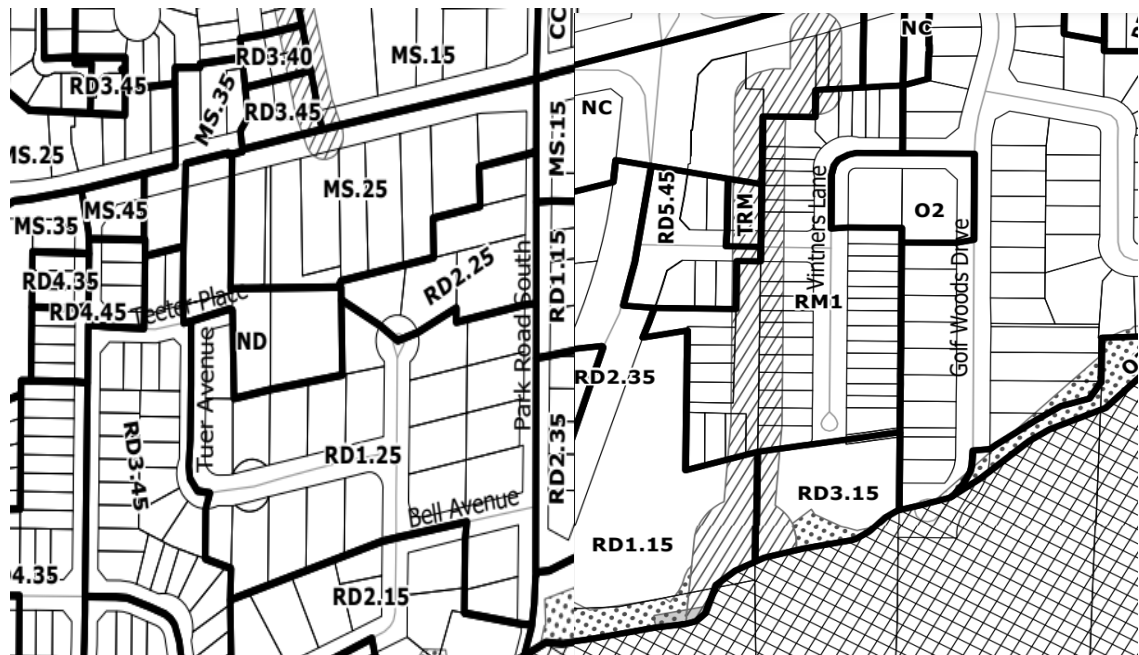 CC
NC
MS.15
RD3.40
RD3.45
MS.35
RD3.45
NC
MS.15
MS.25
MS.25
RD5.45
TRM
Vintners Lane
O2
MS.45
MS.35
RD4.35
RD4.45
Teeter Place
RD2.25
Park Road South
RD1.15
RM1
Golf Woods Drive
ND
Tuer Avenue
RD2.35
RD3.45
RD1.25
RD2.35
Bell Avenue
RD3.15
RD1.15
4.35
RD2.15